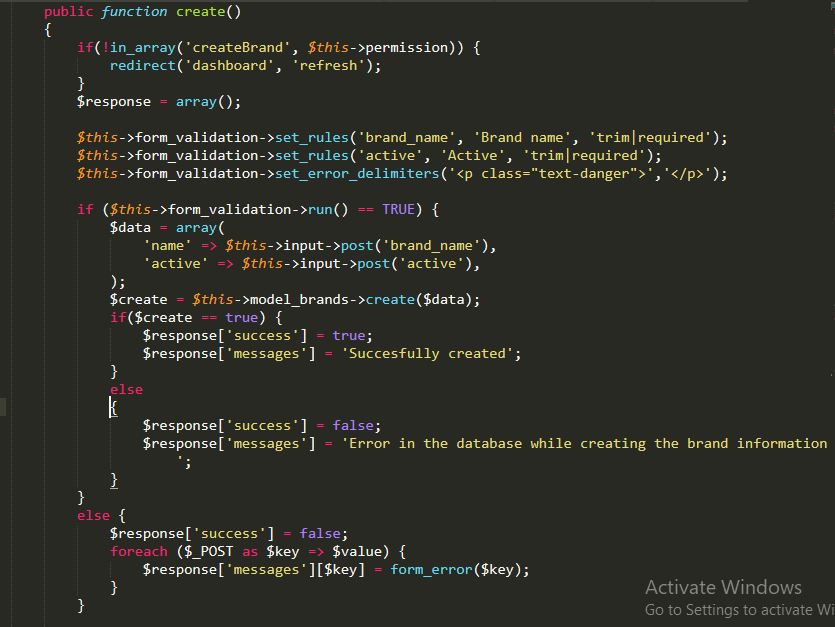 public function create()
{
if(!in_array('createBrand', $this->permission)) {
redirect('dashboard', 'refresh');
}
$response = array();
$this->form_validation->set_rules('brand_name', 'Brand name', 'trim|required');
$this->form_validation->set_rules('active', 'Active', 'trim|required');
$this->form_validation->set_error_delimiters('<p class="text-danger">','</p>');
if ($this->form_validation->run() == TRUE) {
$data = array(
'name' => $this->input->post('brand_name'),
'active' => $this->input->post('active'),
);
$create = $this->model_brands->create($data);
if($create == true) {
$response['success'] = true;
$response['messages'] = 'Succesfully created';
}
else
{
$response['success'] = false;
$response['messages'] = 'Error in the database while creating the brand information
';
}
}
else {
$response['success'] = false;
foreach ($_POST as $key => $value) {
$response['messages'][$key] = form_error($key);
}
}
Activate Windows
Go to Settings to activate Wi